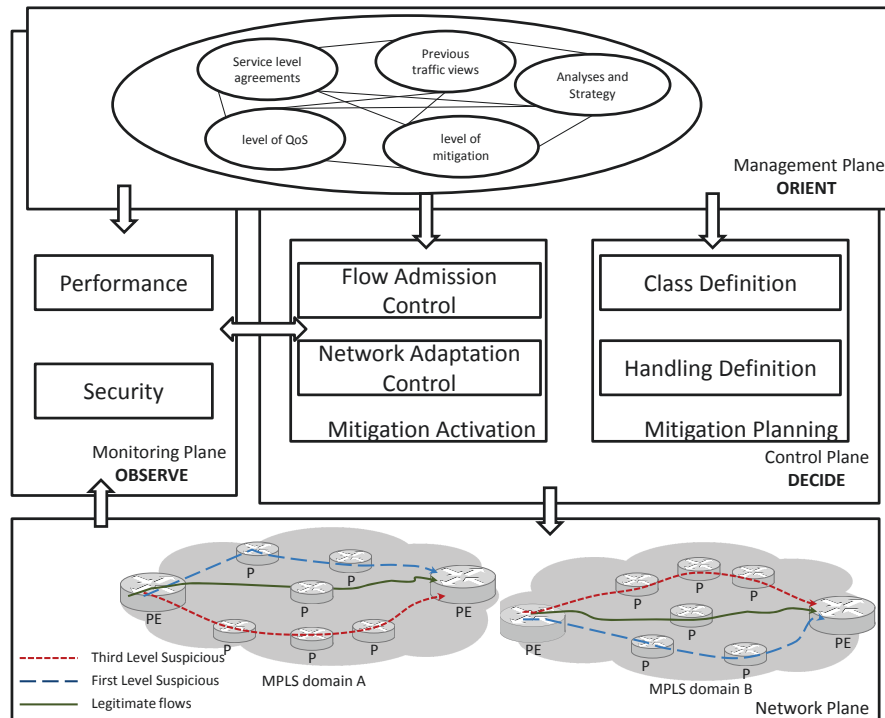 Service level
agreements
Previous
traffic views
Analyses and
Strategy
level of QoS
level of
mitigation
Management Plane
ORIENT
Performance
Security
Monitoring Plane
OBSERVE
Flow Admission
Control
Network Adaptation
Control
Mitigation Activation
Class Definition
Handling Definition
Mitigation Planning
Control Plane
DECIDE
PE
P
P
P
P
P
P
PE
MPLS domain A
PE
P
P
P
P
P
P
PE
MPLS domain B
Third Level Suspicious
First Level Suspicious
Legitimate flows
Network Plane